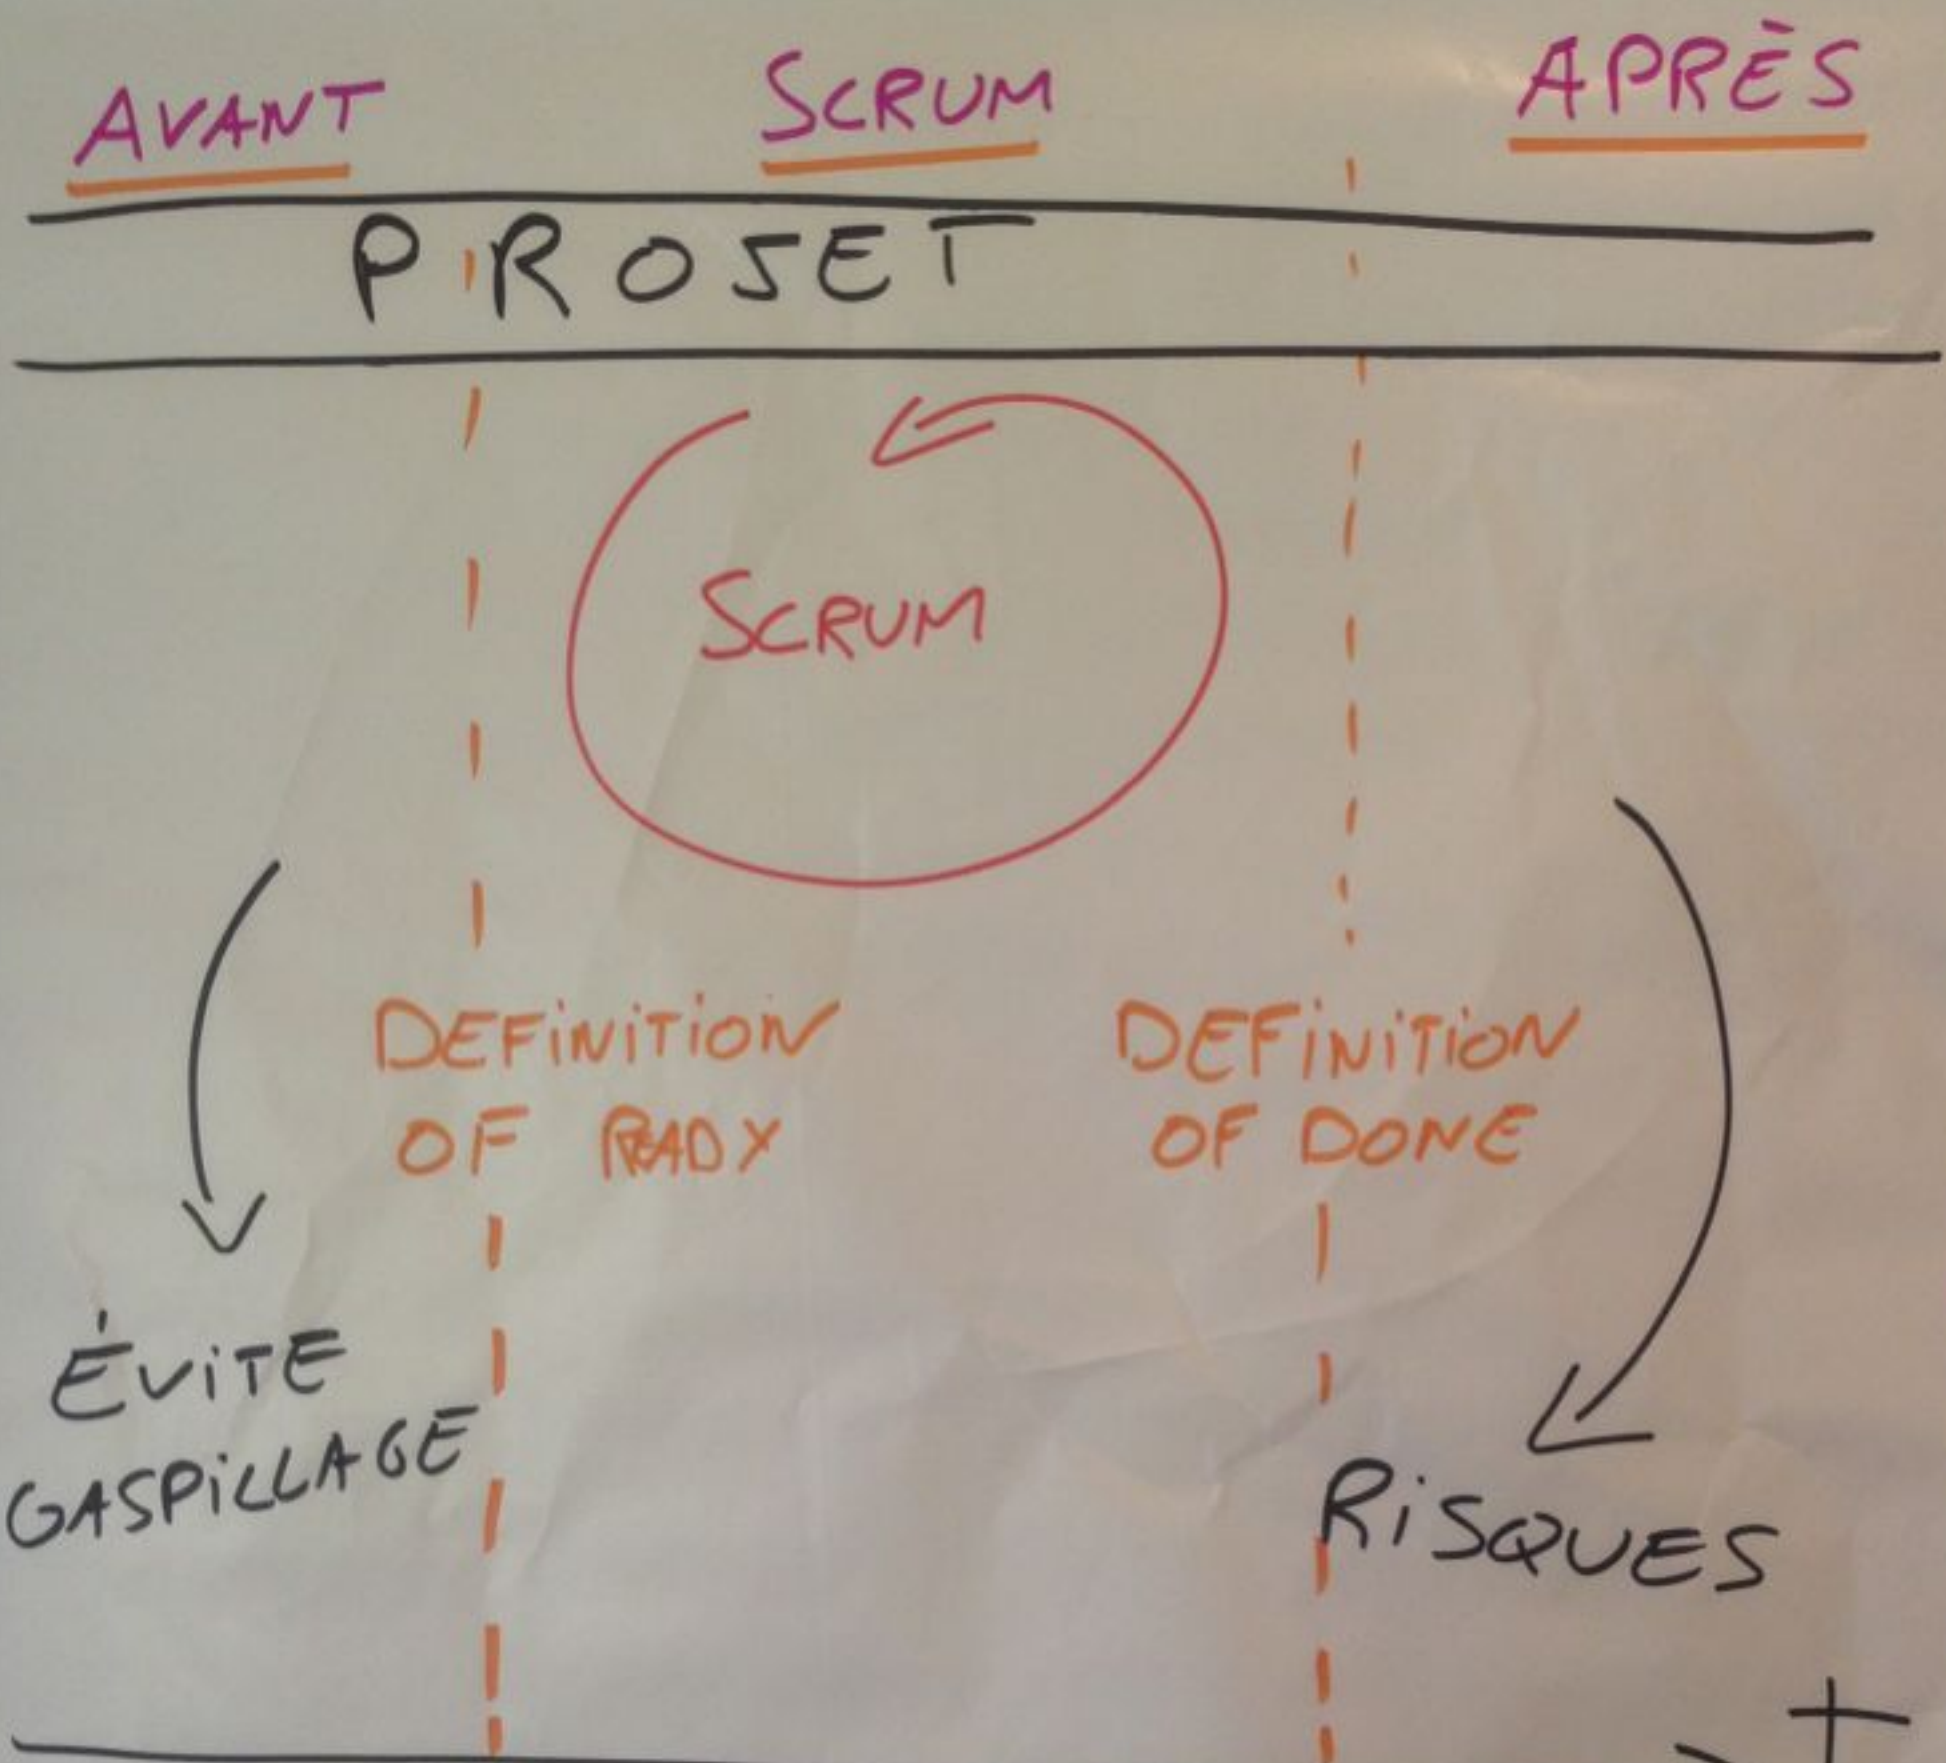 AVANT SCRUM APRÈS
PROJET
SCRUM
DEFINITION
OF READY
DEFINITION
OF DONE
ÉVITE
GASPILLAGE
RISQUES
+